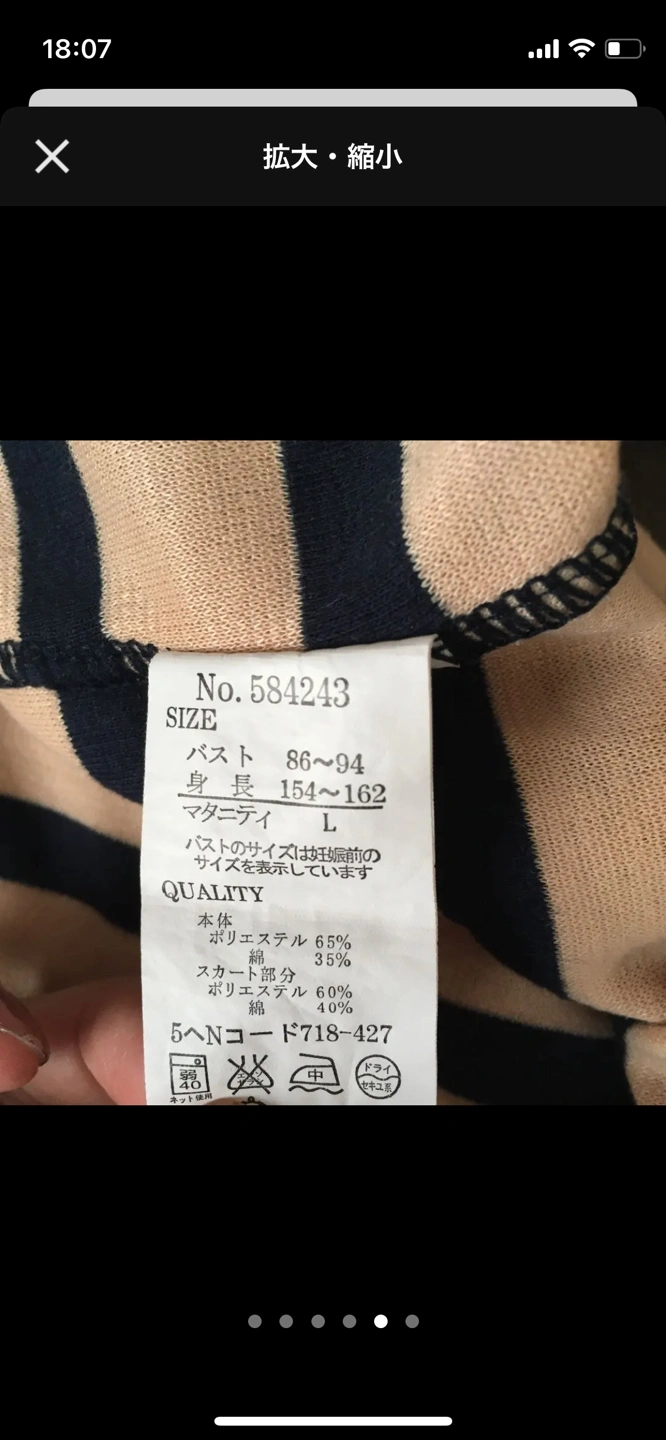 18:07
拡大・縮小
No. 584243
SIZE
バスト 86〜94
身長 154〜162
マタニティ L
バストのサイズは妊娠前の
サイズを表示しています
QUALITY
本体
ポリエステル 65%
綿 35%
スカート部分
ポリエステル 60%
綿 40%
5ヘNコード718-427
弱 40 中 ドライ セキユ系
ネット使用